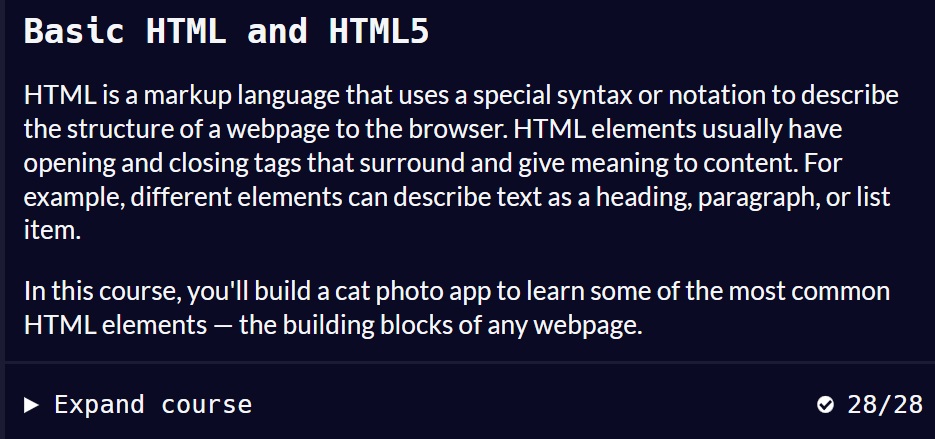 Basic HTML and HTML5
HTML is a markup language that uses a special syntax or notation to describe
the structure of a webpage to the browser. HTML elements usually have
opening and closing tags that surround and give meaning to content. For
example, different elements can describe text as a heading, paragraph, or list
item.
In this course, you'll build a cat photo app to learn some of the most common
HTML elements — the building blocks of any webpage.
Expand course 28/28